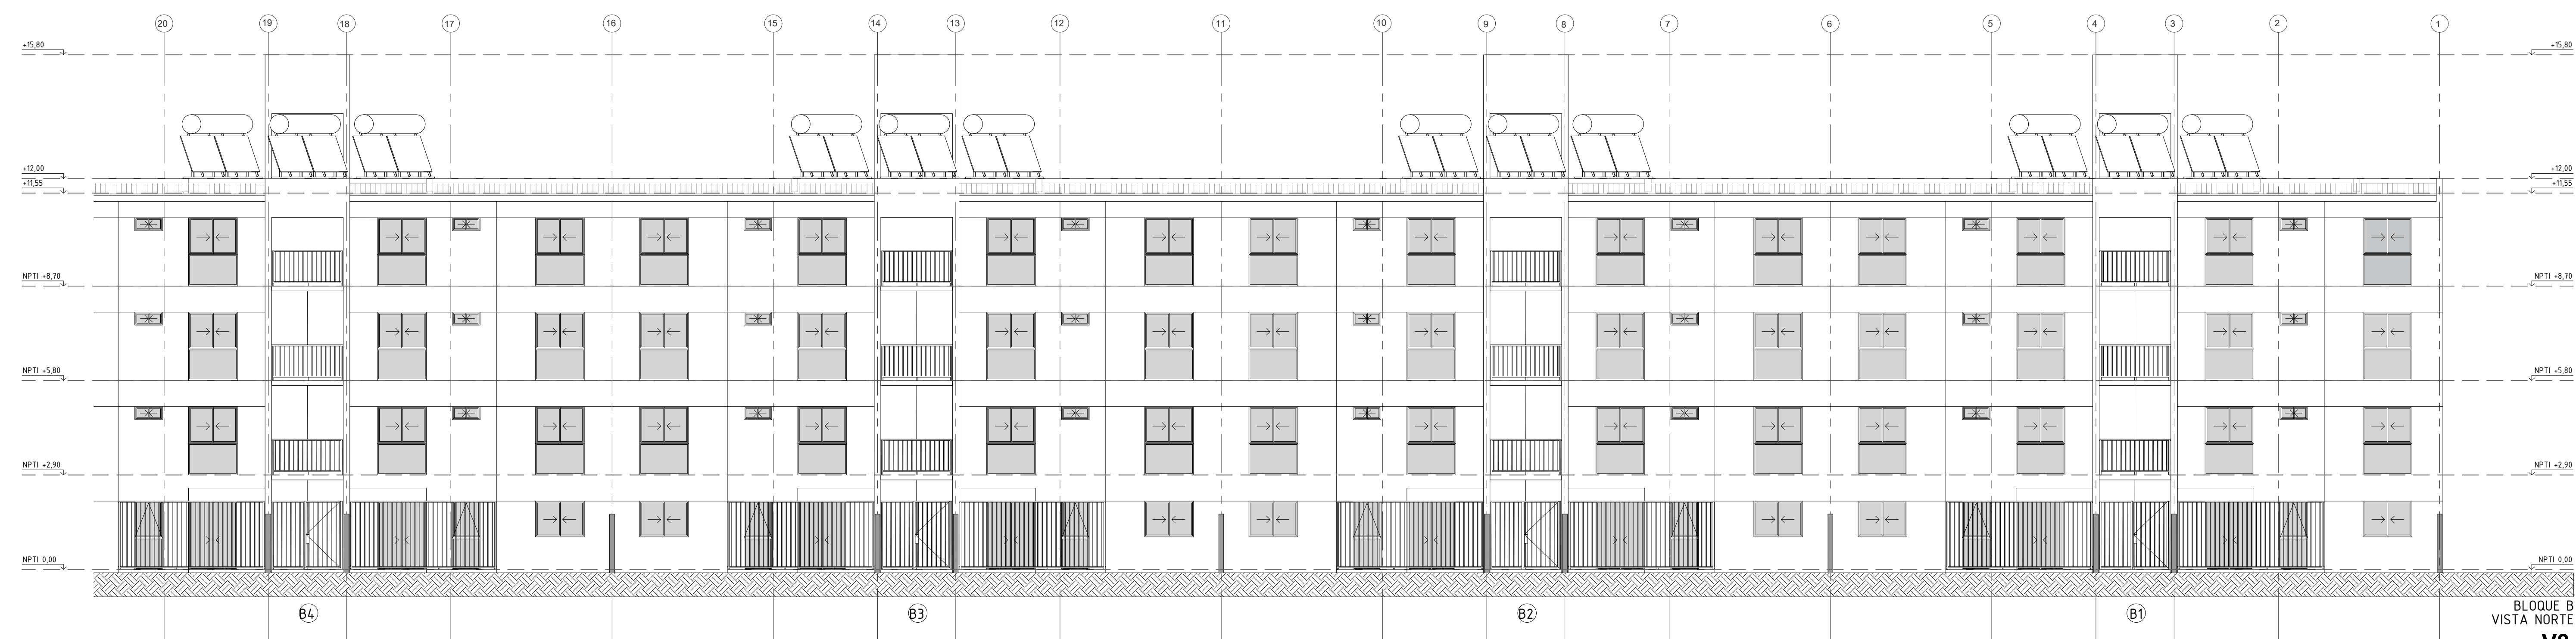 20 19 18 17 16 15 14 13 12 11 10 9 8 7 6 5 4 3 2 1
+15,80 +15,80
+12,00 +12,00
+11,55 +11,55
NPTI +8,70 NPTI +8,70
NPTI +5,80 NPTI +5,80
NPTI +2,90 NPTI +2,90
NPTI 0,00 NPTI 0,00
B4 B3 B2 B1
BLOQUE B
VISTA NORTE